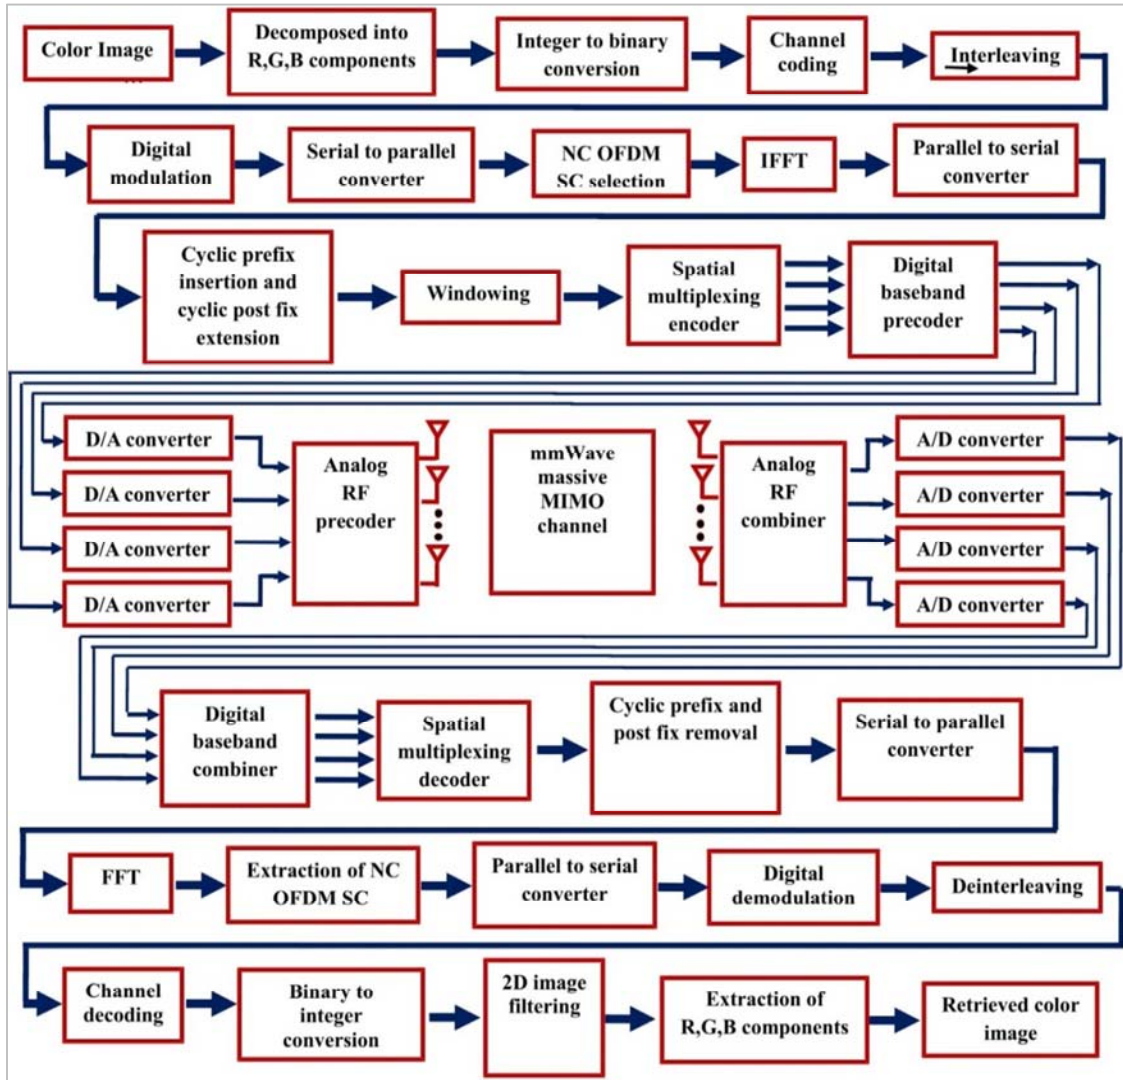 Color Image
...
Decomposed into
R,G,B components
Integer to binary
conversion
Channel
coding
Interleaving
Digital
modulation
Serial to parallel
converter
NC OFDM
SC selection
IFFT
Parallel to serial
converter
Cyclic prefix
insertion and
cyclic post fix
extension
Windowing
Spatial
multiplexing
encoder
Digital
baseband
precoder
D/A converter
D/A converter
D/A converter
D/A converter
Analog
RF
precoder
mmWave
massive
MIMO
channel
Analog
RF
combiner
A/D converter
A/D converter
A/D converter
A/D converter
Digital
baseband
combiner
Spatial
multiplexing
decoder
Cyclic prefix and
post fix removal
Serial to parallel
converter
FFT
Extraction of NC
OFDM SC
Parallel to serial
converter
Digital
demodulation
Deinterleaving
Channel
decoding
Binary to
integer
conversion
2D image
filtering
Extraction of
R,G,B components
Retrieved color
image